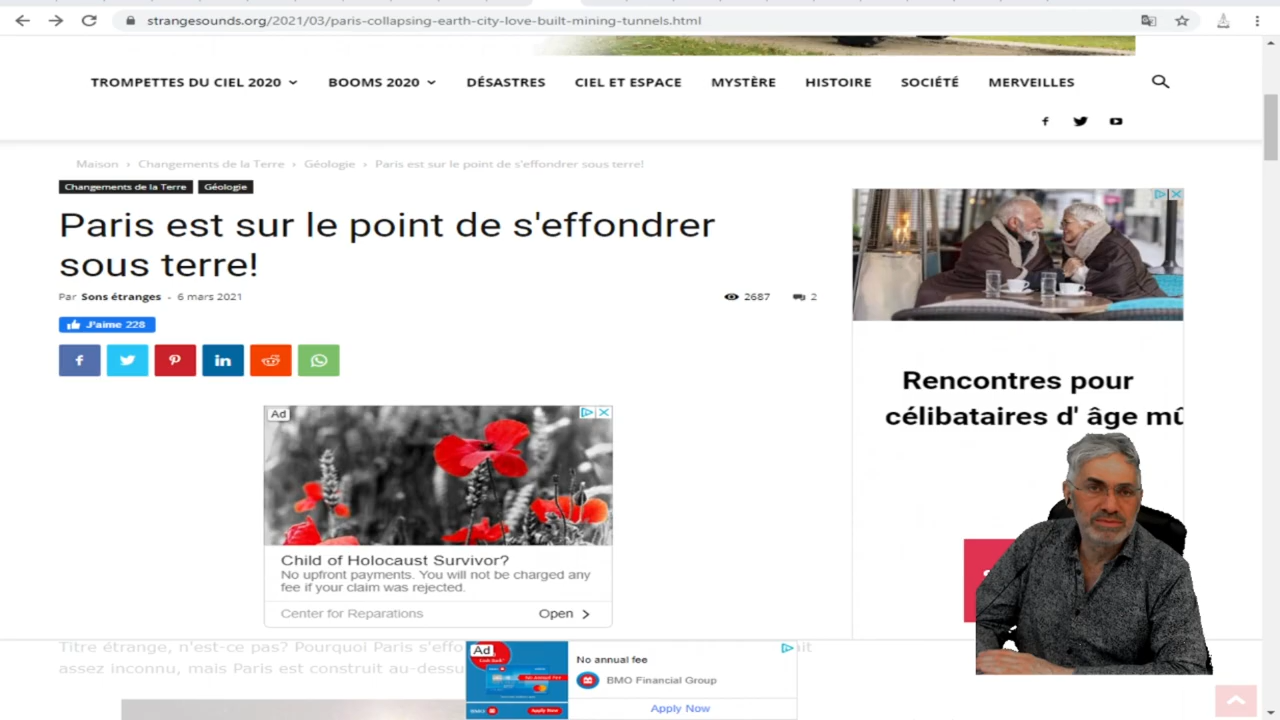 strangesounds.org/2021/03/paris-collapsing-earth-city-love-built-mining-tunnels.html
TROMPETTES DU CIEL 2020 BOOMS 2020 DÉSASTRES CIEL ET ESPACE MYSTÈRE HISTOIRE SOCIÉTÉ MERVEILLES
Maison › Changements de la Terre › Géologie › Paris est sur le point de s'effondrer sous terre!
Changements de la Terre Géologie
Paris est sur le point de s'effondrer
sous terre!
Par Sons étranges - 6 mars 2021 2687 2
J'aime 228
Ad
Child of Holocaust Survivor?
No upfront payments. You will not be charged any
fee if your claim was rejected.
Center for Reparations Open
Rencontres pour
célibataires d' âge mû
Titre étrange, n'est-ce pas? Pourquoi Paris s'effo
assez inconnu, mais Paris est construit au-dessu
Ad
No annual fee
BMO Financial Group
Apply Now
BMO
Apply Now